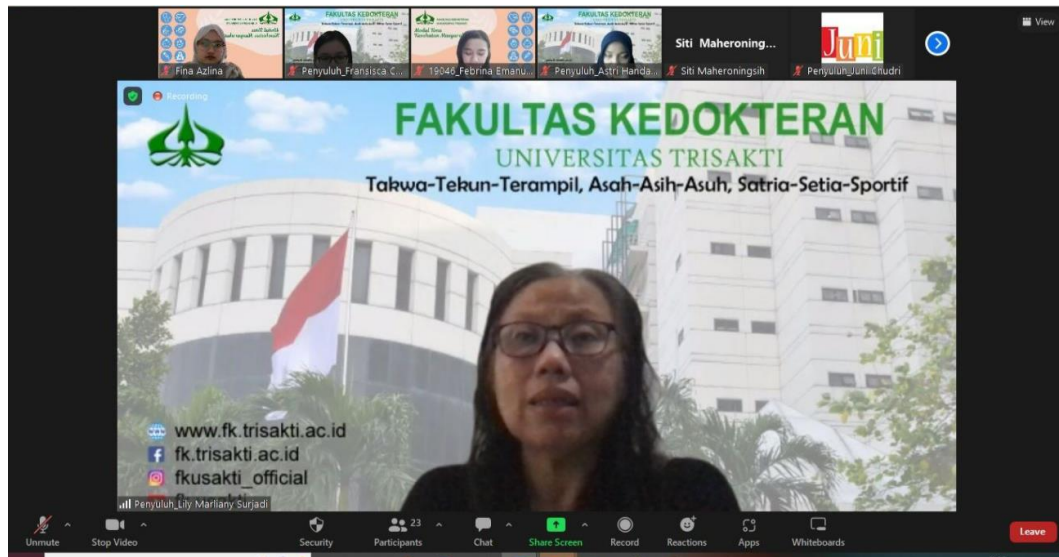 View
Fina Azlina
Penyuluh_Fransisca C...
19046_Febrina Emanu...
Penyuluh_Astri Handa...
Siti Maheroning...
Siti Maheroningsih
Juni
Penyuluh_Juni Chudri
FAKULTAS KEDOKTERAN
FAKULTAS KEDOKTERAN
Recording
FAKULTAS KEDOKTERAN
UNIVERSITAS TRISAKTI
Takwa-Tekun-Terampil, Asah-Asih-Asuh, Satria-Setia-Sportif
www.fk.trisakti.ac.id
fk.trisakti.ac.id
fkusakti_official
Penyuluh_Lily Marliany Surjadi
Unmute
Stop Video
Security
Participants
23
Chat
Share Screen
Record
Reactions
Apps
Whiteboards
Leave